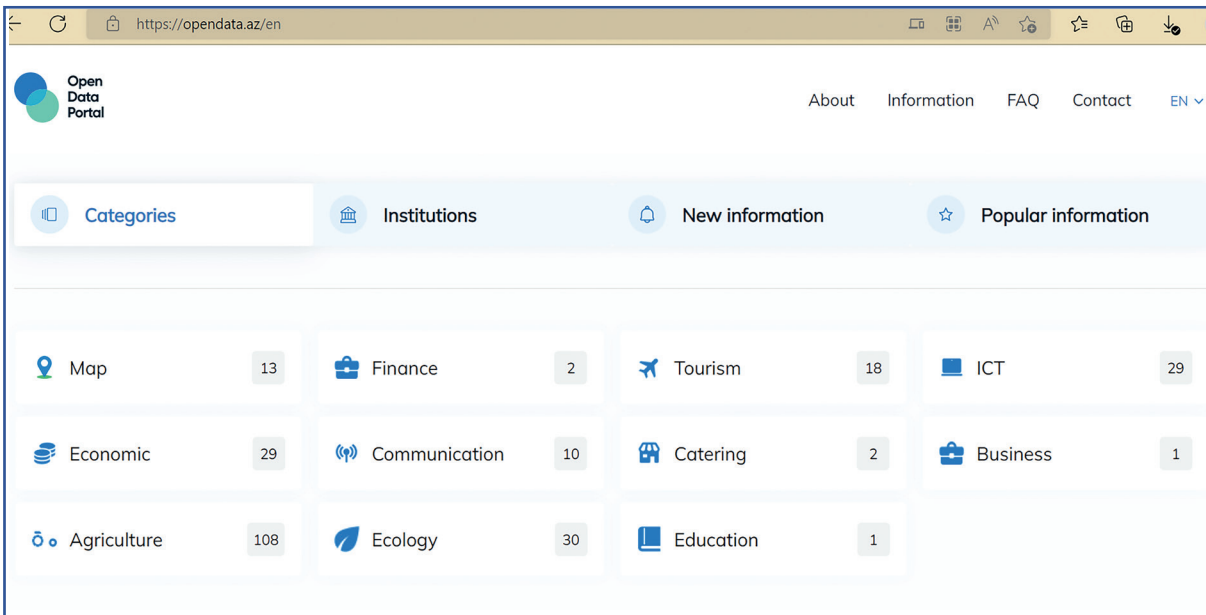 https://opendata.az/en
Open
Data
Portal
About Information FAQ Contact EN
Categories Institutions New information Popular information
Map 13 Finance 2 Tourism 18 ICT 29
Economic 29 Communication 10 Catering 2 Business 1
Agriculture 108 Ecology 30 Education 1